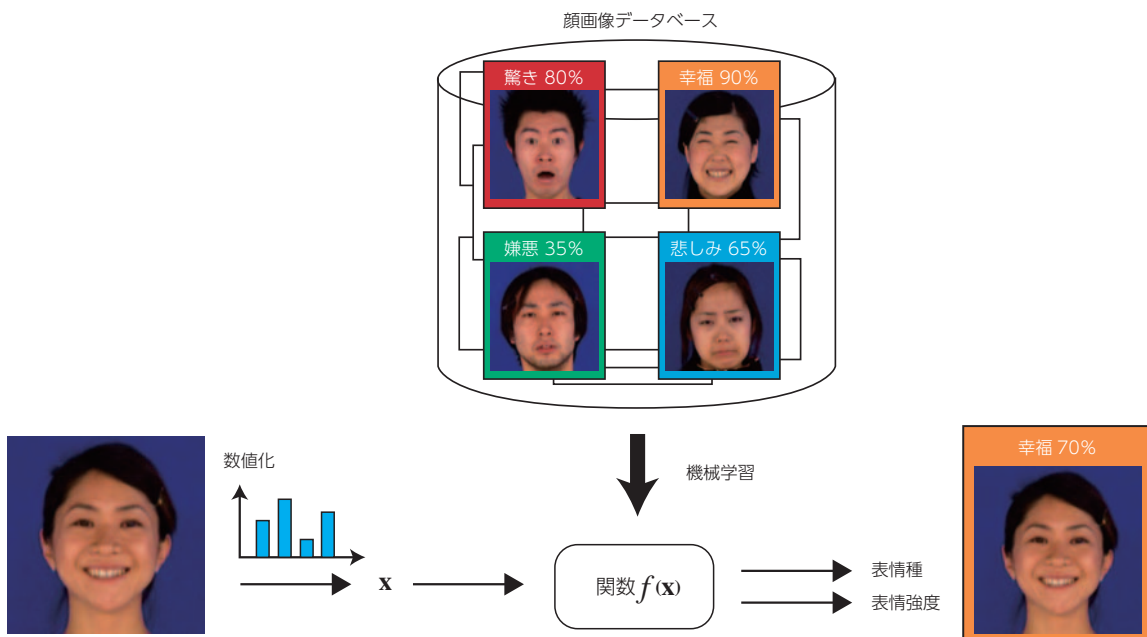 顔画像データベース
驚き 80%
幸福 90%
嫌悪 35%
悲しみ 65%
数値化
機械学習
幸福 70%
x
関数 f(x)
表情種
表情強度